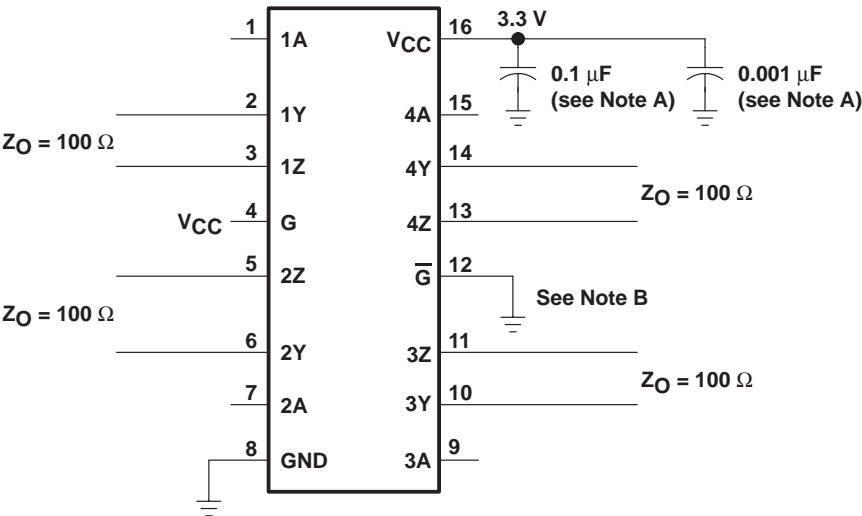 1
1A
VCC
16
3.3 V
0.1 μF
(see Note A)
0.001 μF
(see Note A)
2
1Y
4A
15
ZO = 100 Ω
3
1Z
4Y
14
ZO = 100 Ω
VCC
4
G
4Z
13
5
2Z
G̅
12
See Note B
ZO = 100 Ω
6
2Y
3Z
11
ZO = 100 Ω
7
2A
3Y
10
8
GND
3A
9